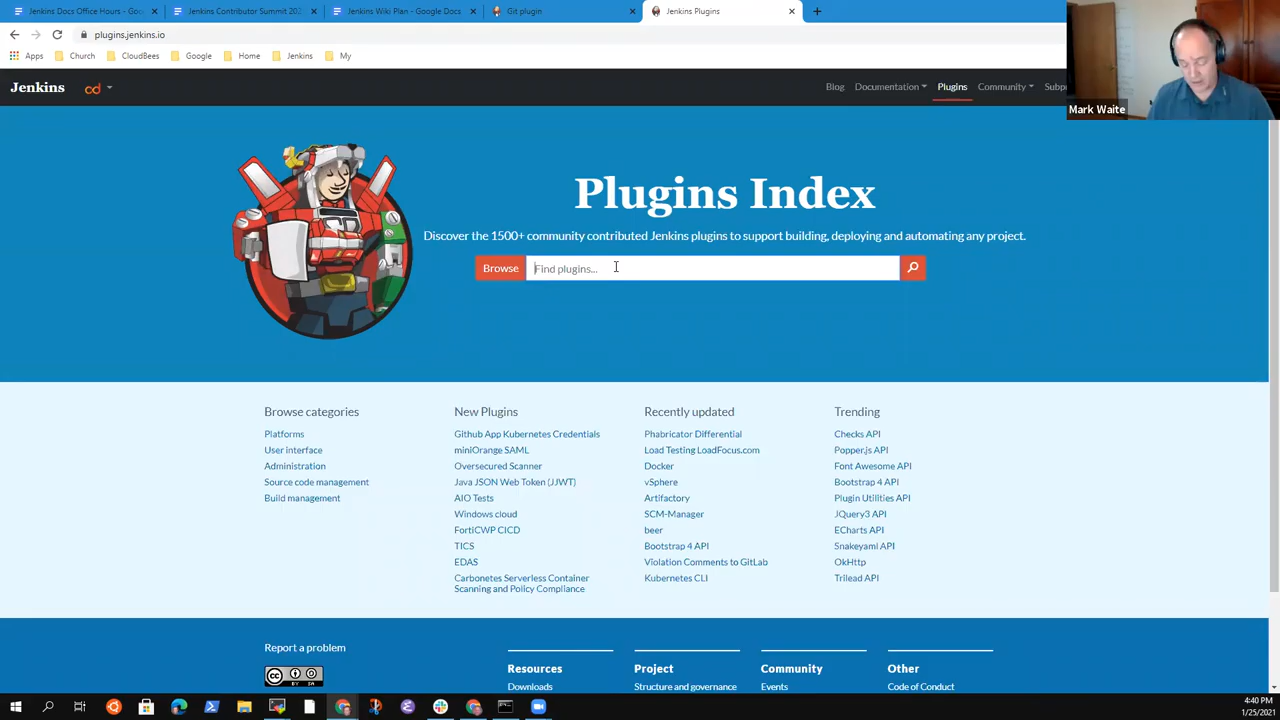 Jenkins Docs Office Hours - Goo
Jenkins Contributor Summit 202
Jenkins Wiki Plan - Google Docs
Git plugin
Jenkins Plugins
plugins.jenkins.io
Apps
Church
CloudBees
Google
Home
Jenkins
My
Jenkins
cd
Blog
Documentation
Plugins
Community
Mark Waite
Plugins Index
Discover the 1500+ community contributed Jenkins plugins to support building, deploying and automating any project.
Browse
Find plugins...
Browse categories
Platforms
User interface
Administration
Source code management
Build management
New Plugins
Github App Kubernetes Credentials
miniOrange SAML
Oversecured Scanner
Java JSON Web Token (JJWT)
AIO Tests
Windows cloud
FortiCWP CICD
TICS
EDAS
Carbonetes Serverless Container
Scanning and Policy Compliance
Recently updated
Phabricator Differential
Load Testing LoadFocus.com
Docker
vSphere
Artifactory
SCM-Manager
beer
Bootstrap 4 API
Violation Comments to GitLab
Kubernetes CLI
Trending
Checks API
Popper.js API
Font Awesome API
Bootstrap 4 API
Plugin Utilities API
JQuery3 API
ECharts API
Snakeyaml API
OkHttp
Trilead API
Report a problem
Resources
Downloads
Project
Structure and governance
Community
Events
Other
Code of Conduct
4:40 PM
1/25/2021